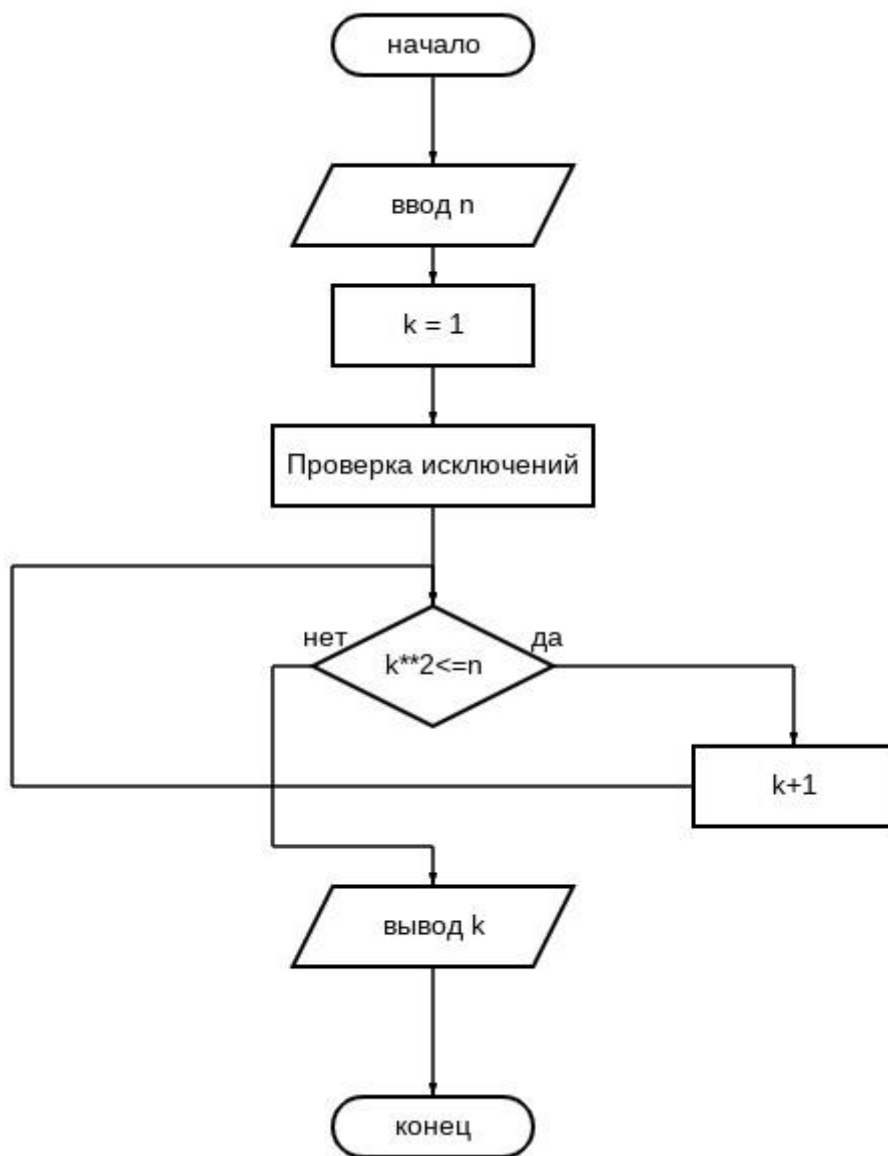 начало
ввод n
k = 1
Проверка исключений
нет
да
k**2<=n
k+1
вывод k
конец